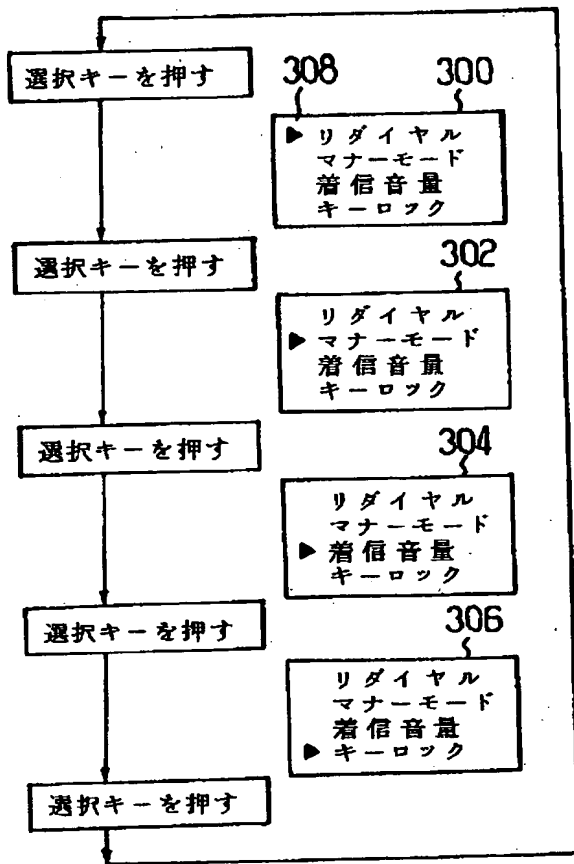 選択キーを押す
308 300
▶ リダイヤル
マナーモード
着信音量
キーロック
選択キーを押す
302
リダイヤル
▶ マナーモード
着信音量
キーロック
選択キーを押す
304
リダイヤル
マナーモード
▶ 着信音量
キーロック
選択キーを押す
306
リダイヤル
マナーモード
着信音量
▶ キーロック
選択キーを押す